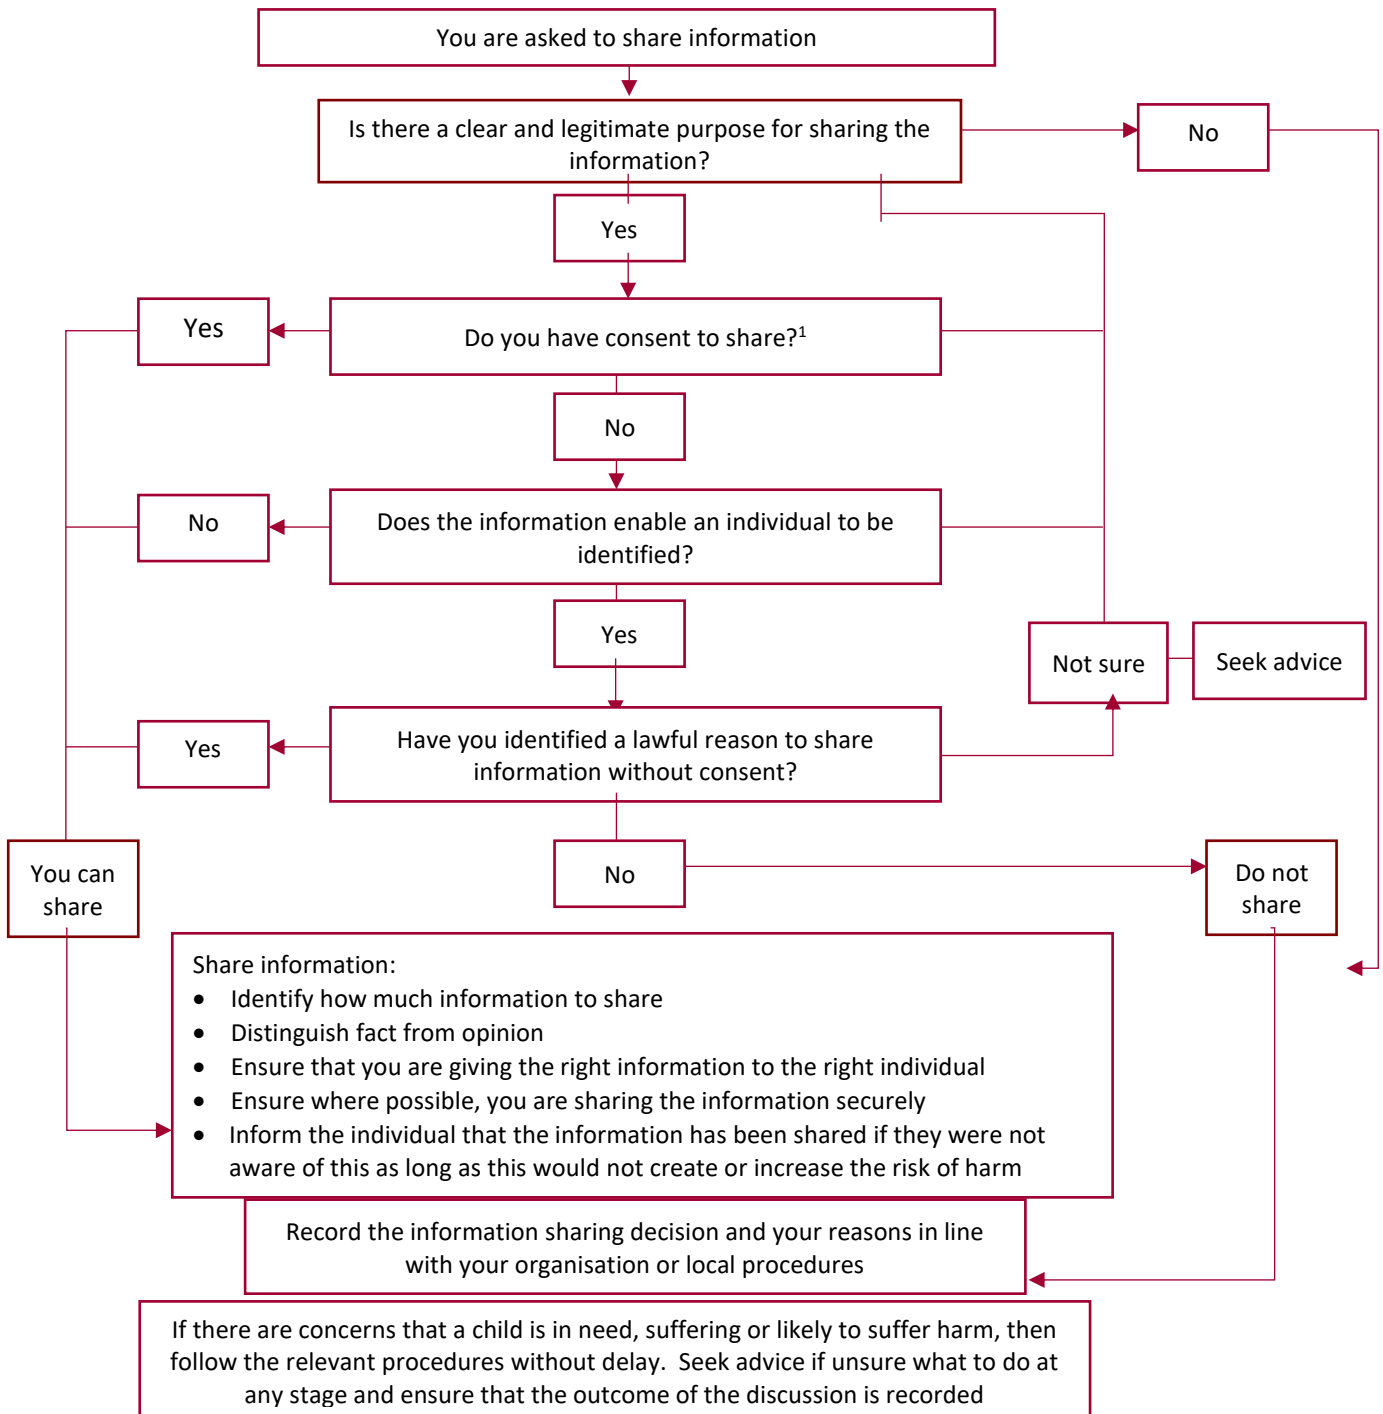 You are asked to share information
Is there a clear and legitimate purpose for sharing the
information?
No
Yes
Yes
Do you have consent to share?¹
No
No
Does the information enable an individual to be
identified?
Yes
Not sure
Seek advice
Yes
Have you identified a lawful reason to share
information without consent?
You can
share
No
Do not
share
Share information:
• Identify how much information to share
• Distinguish fact from opinion
• Ensure that you are giving the right information to the right individual
• Ensure where possible, you are sharing the information securely
• Inform the individual that the information has been shared if they were not
aware of this as long as this would not create or increase the risk of harm
Record the information sharing decision and your reasons in line
with your organisation or local procedures
If there are concerns that a child is in need, suffering or likely to suffer harm, then
follow the relevant procedures without delay.  Seek advice if unsure what to do at
any stage and ensure that the outcome of the discussion is recorded